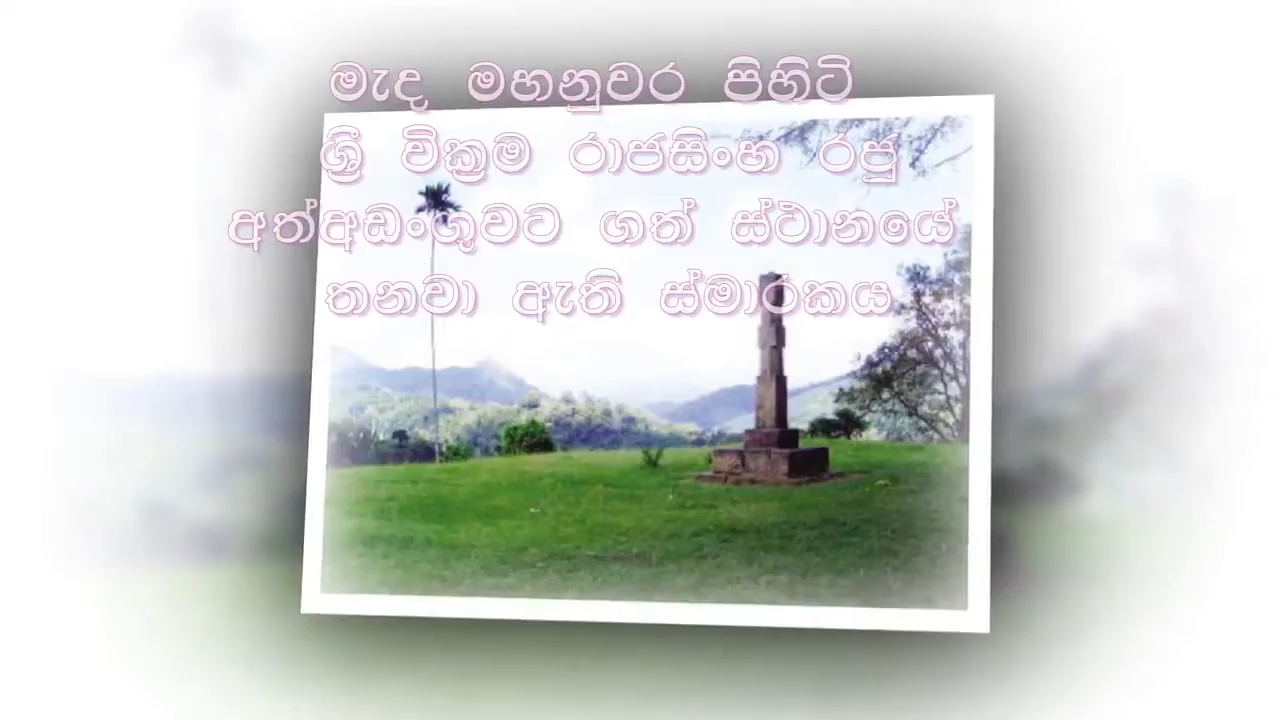 මැද මහනුවර පිහිටි
ශ්‍රී වික්‍රම රාජසිංහ රජු
අත්අඩංගුවට ගත් ස්ථානයේ
තනවා ඇති ස්මාරකය